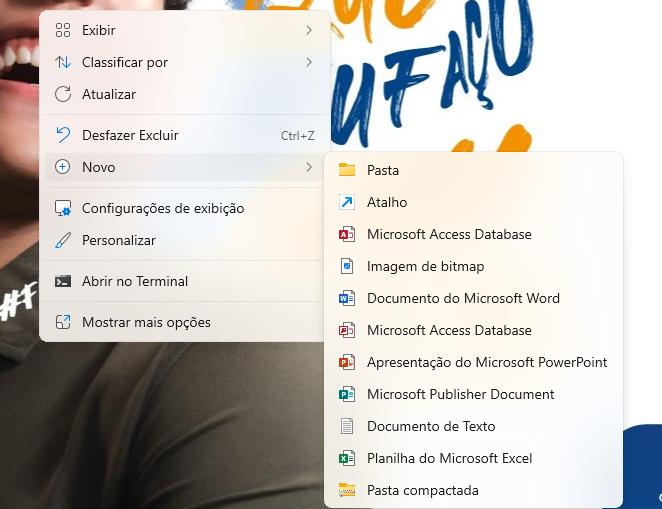 Exibir
Classificar por
Atualizar
Desfazer Excluir Ctrl+Z
Novo
Configurações de exibição
Personalizar
Abrir no Terminal
Mostrar mais opções
Pasta
Atalho
Microsoft Access Database
Imagem de bitmap
Documento do Microsoft Word
Microsoft Access Database
Apresentação do Microsoft PowerPoint
Microsoft Publisher Document
Documento de Texto
Planilha do Microsoft Excel
Pasta compactada
QUE
FAÇO
#F